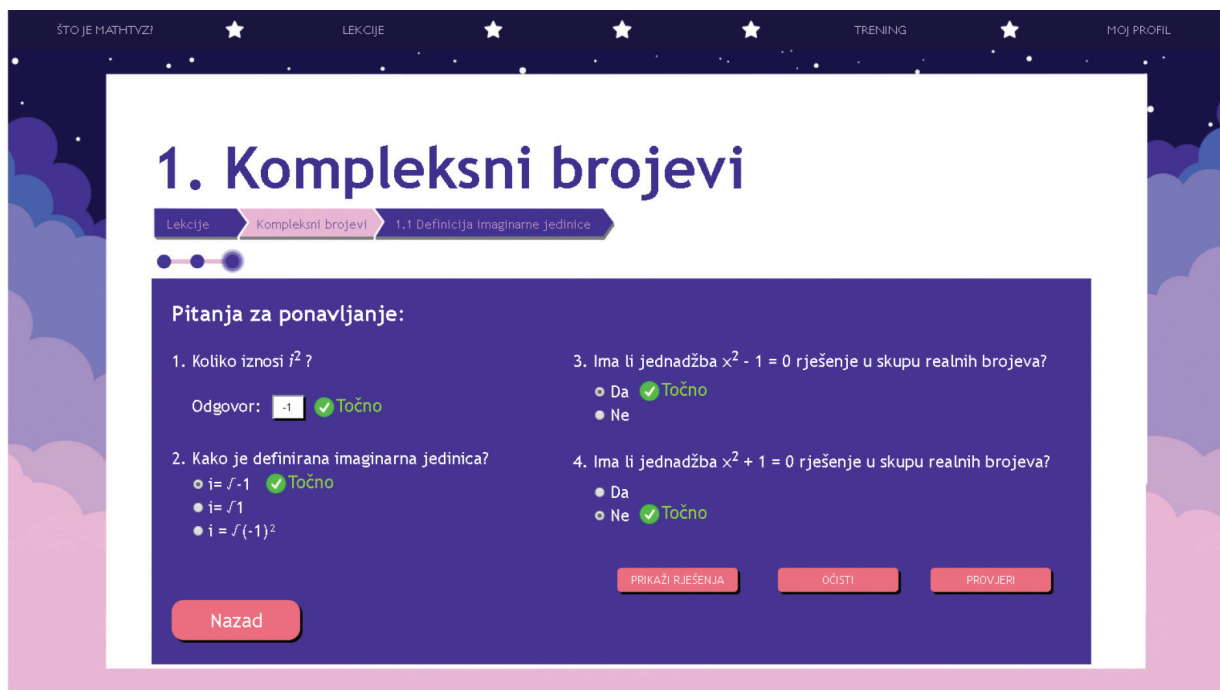 ŠTO JE MATHTYZ?
LEKCIJE
TRENING
MOJ PROFIL
1. Kompleksni brojevi
Lekcije
Kompleksni brojevi
1.1 Definicija imaginarne jedinice
Pitanja za ponavljanje:
1. Koliko iznosi i² ?
Odgovor: -1 Točno
2. Kako je definirana imaginarna jedinica?
i= √-1 Točno
i= √1
i = √(-1)²
3. Ima li jednadžba x² - 1 = 0 rješenje u skupu realnih brojeva?
Da Točno
Ne
4. Ima li jednadžba x² + 1 = 0 rješenje u skupu realnih brojeva?
Da
Ne Točno
PRIKAŽI RJEŠENJA
OČISTI
PROVJERI
Nazad